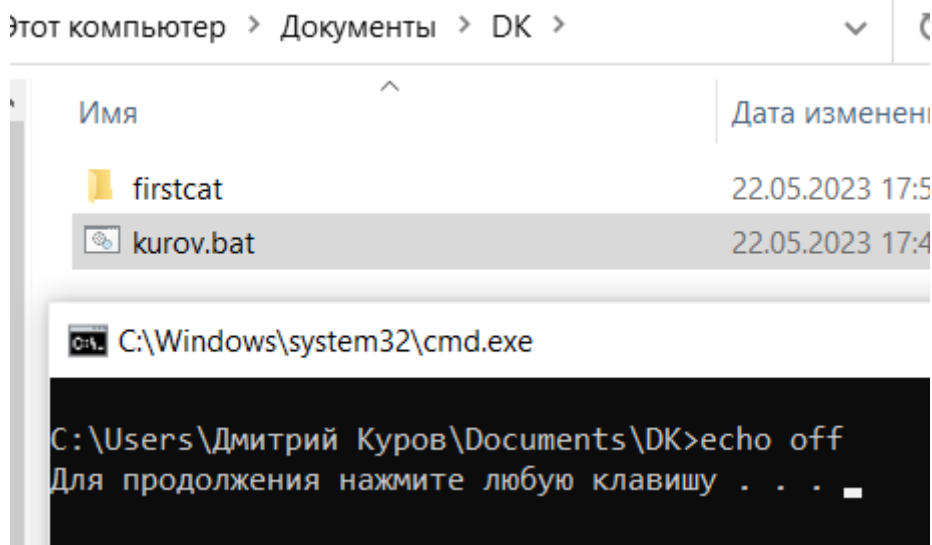 Этот компьютер > Документы > DK >
Имя Дата изменен
firstcat 22.05.2023 17:5
kurov.bat 22.05.2023 17:4
C:\Windows\system32\cmd.exe
C:\Users\Дмитрий Куров\Documents\DK>echo off
Для продолжения нажмите любую клавишу . . .